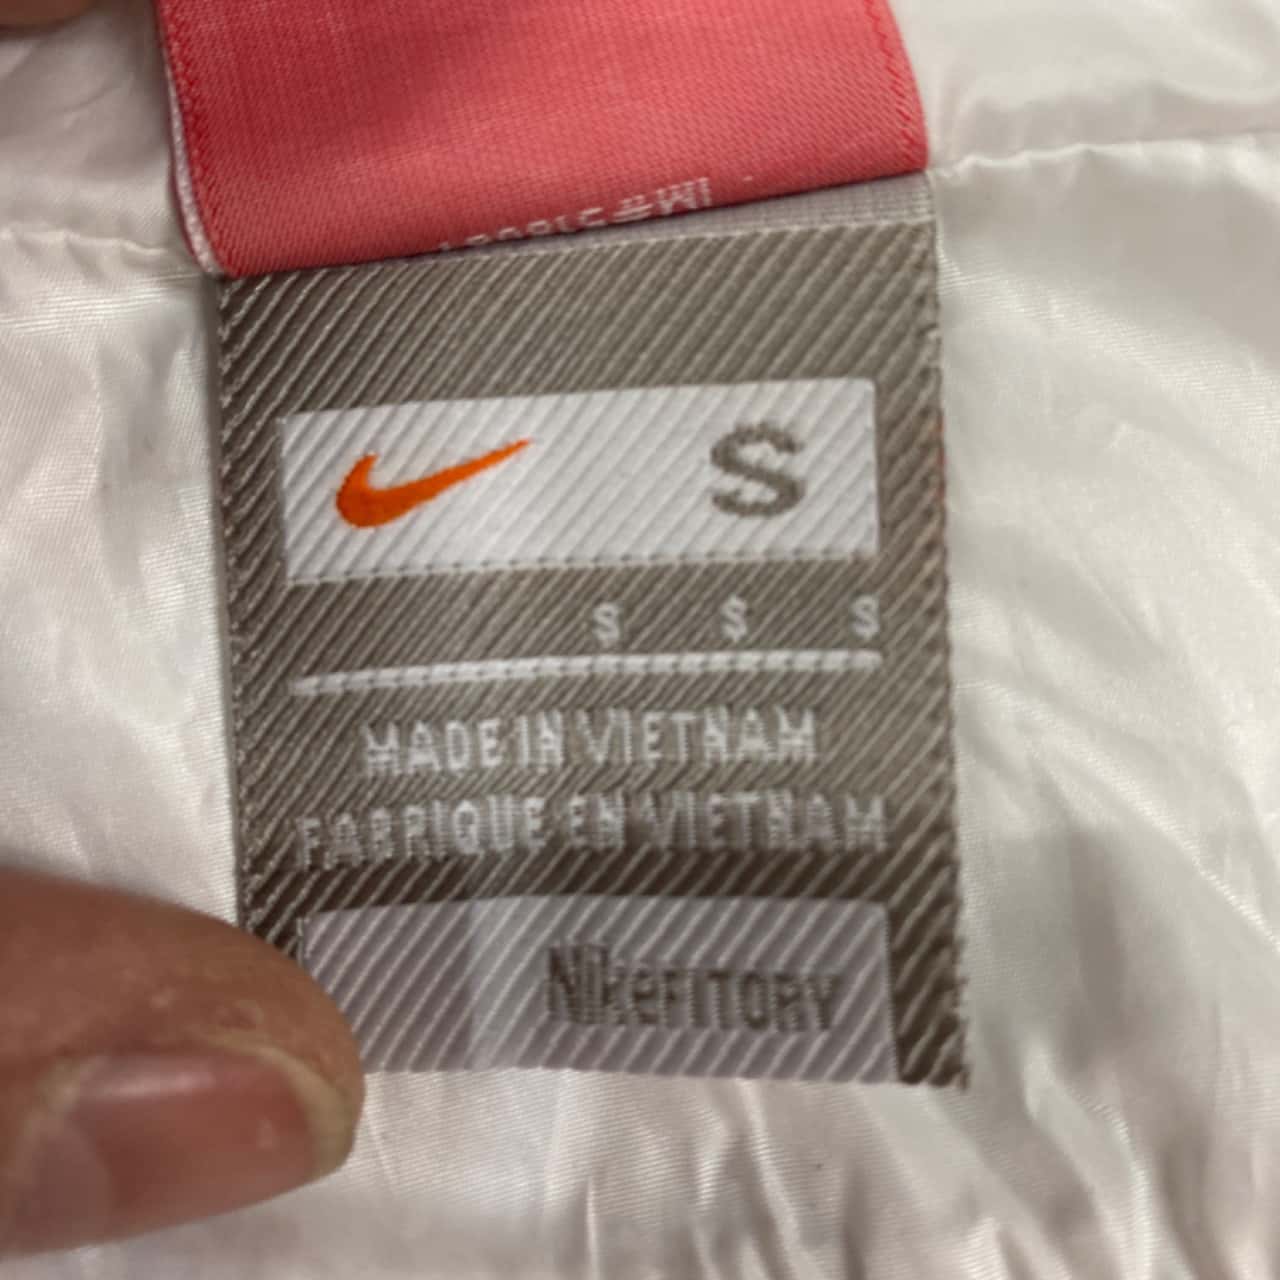 S
S S S
MADE IN VIETNAM
FABRIQUE EN VIETNAM
NIKEFITDRY